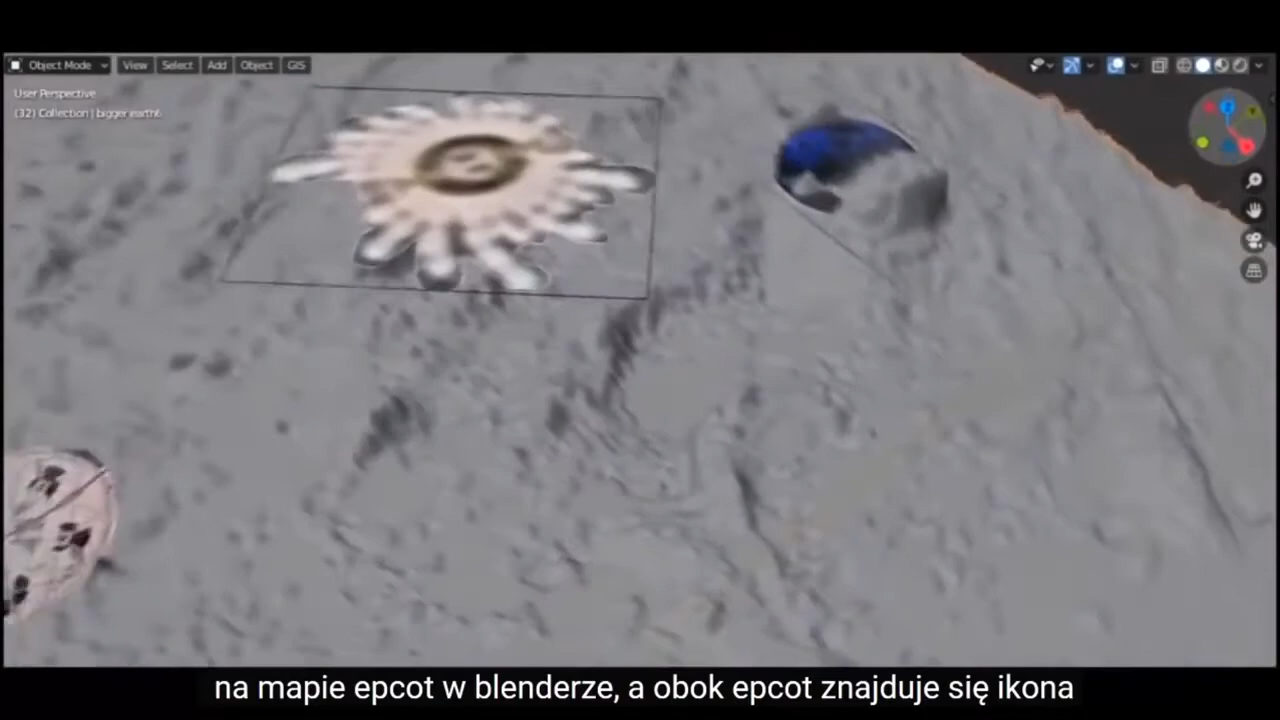 Object Mode View Select Add Object GIS
User Perspective
(32) Collection | bigger earth6
na mapie epcot w blenderze, a obok epcot znajduje się ikona